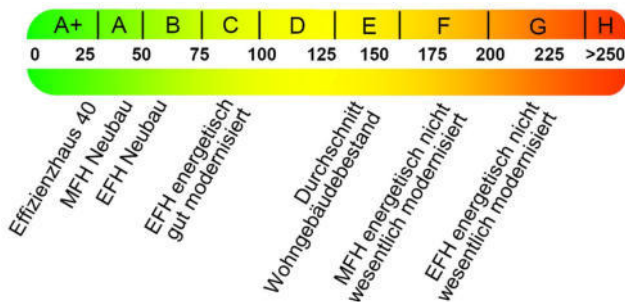 A+ A B C D E F G H
0 25 50 75 100 125 150 175 200 225 >250
Effizienzhaus 40
MFH Neubau
EFH Neubau
EFH energetisch
gut modernisiert
Durchschnitt
Wohngebäudebestand
MFH energetisch nicht
wesentlich modernisiert
EFH energetisch nicht
wesentlich modernisiert